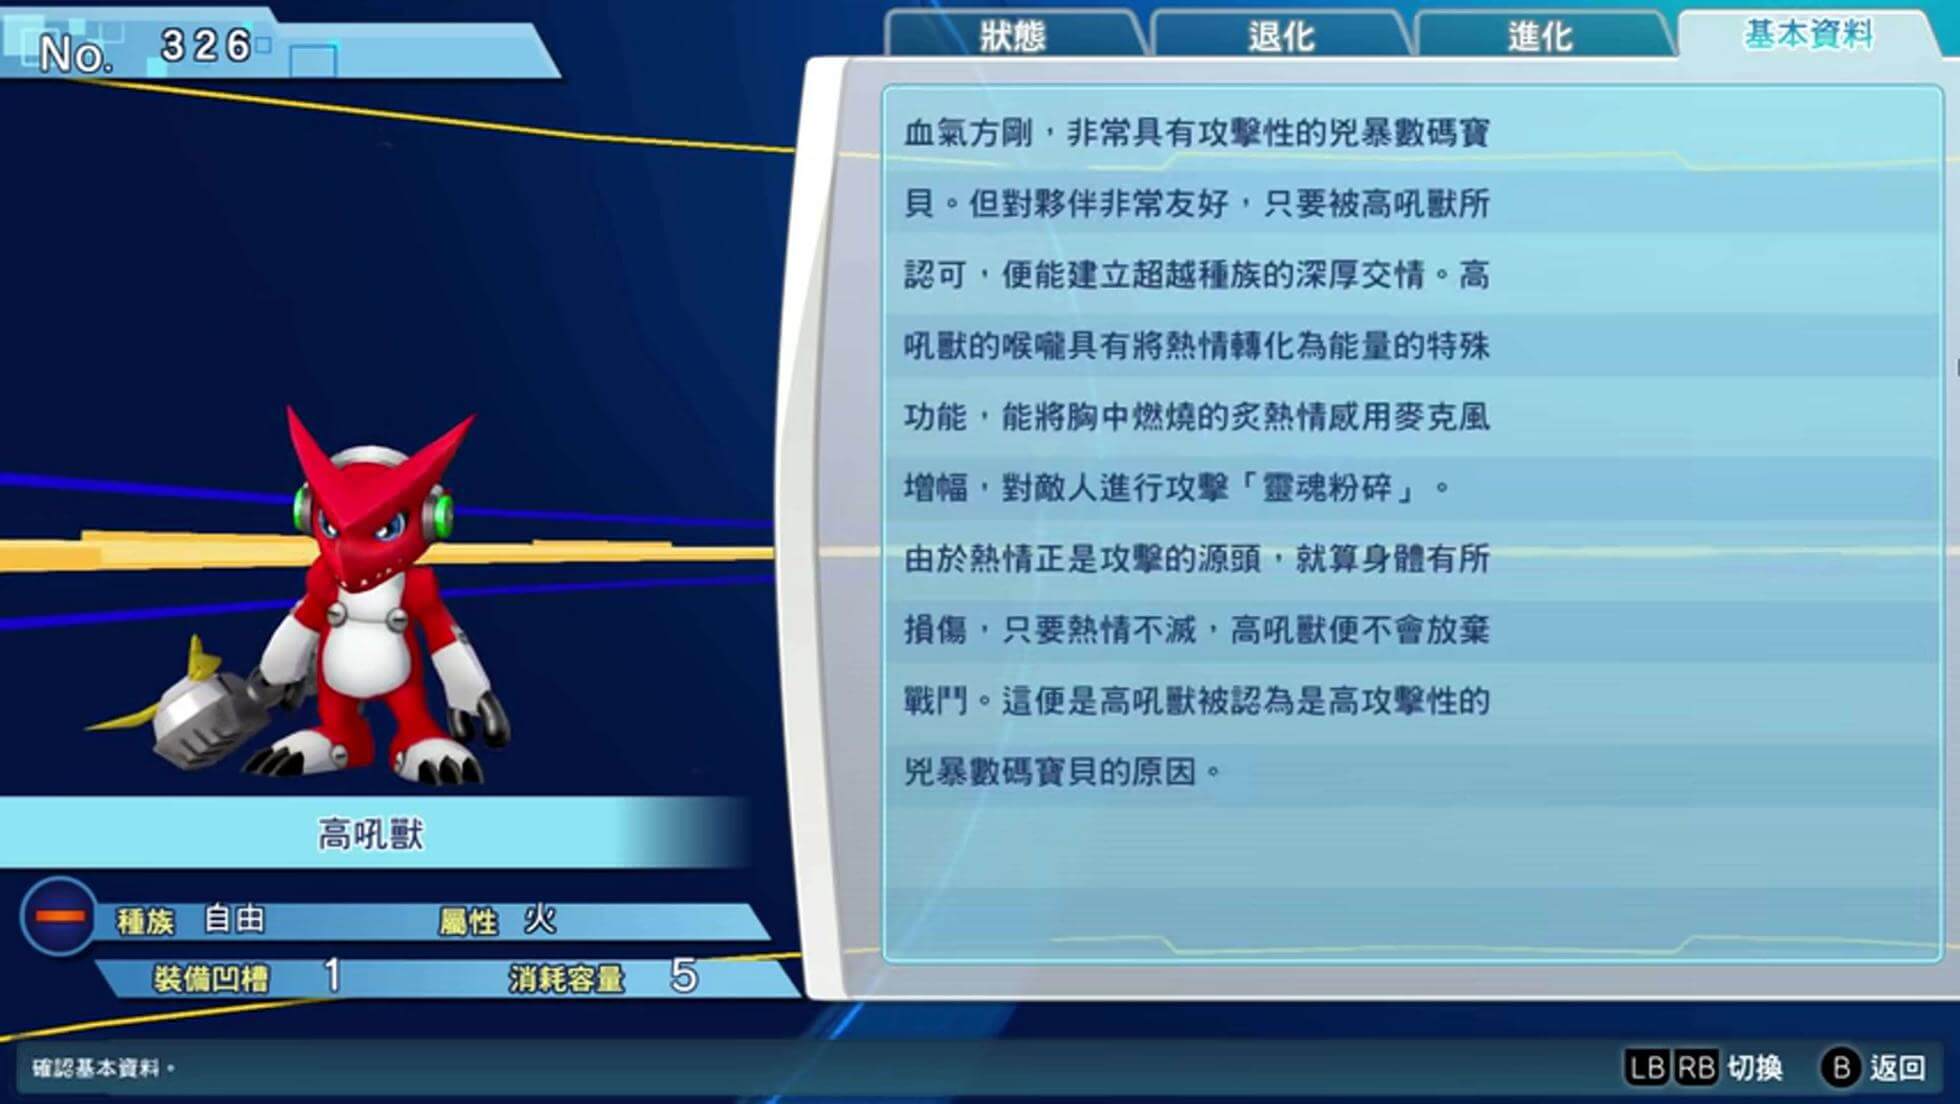 No. 326
狀態
退化
進化
基本資料
血氣方剛，非常具有攻擊性的兇暴數碼寶
貝。但對夥伴非常友好，只要被高吼獸所
認可，便能建立超越種族的深厚交情。高
吼獸的喉嚨具有將熱情轉化為能量的特殊
功能，能將胸中燃燒的炙熱情感用麥克風
增幅，對敵人進行攻擊「靈魂粉碎」。
由於熱情正是攻擊的源頭，就算身體有所
損傷，只要熱情不滅，高吼獸便不會放棄
戰鬥。這便是高吼獸被認為是高攻擊性的
兇暴數碼寶貝的原因。
高吼獸
種族 自由 屬性 火
裝備凹槽 1 消耗容量 5
確認基本資料。
LB RB 切換 B 返回